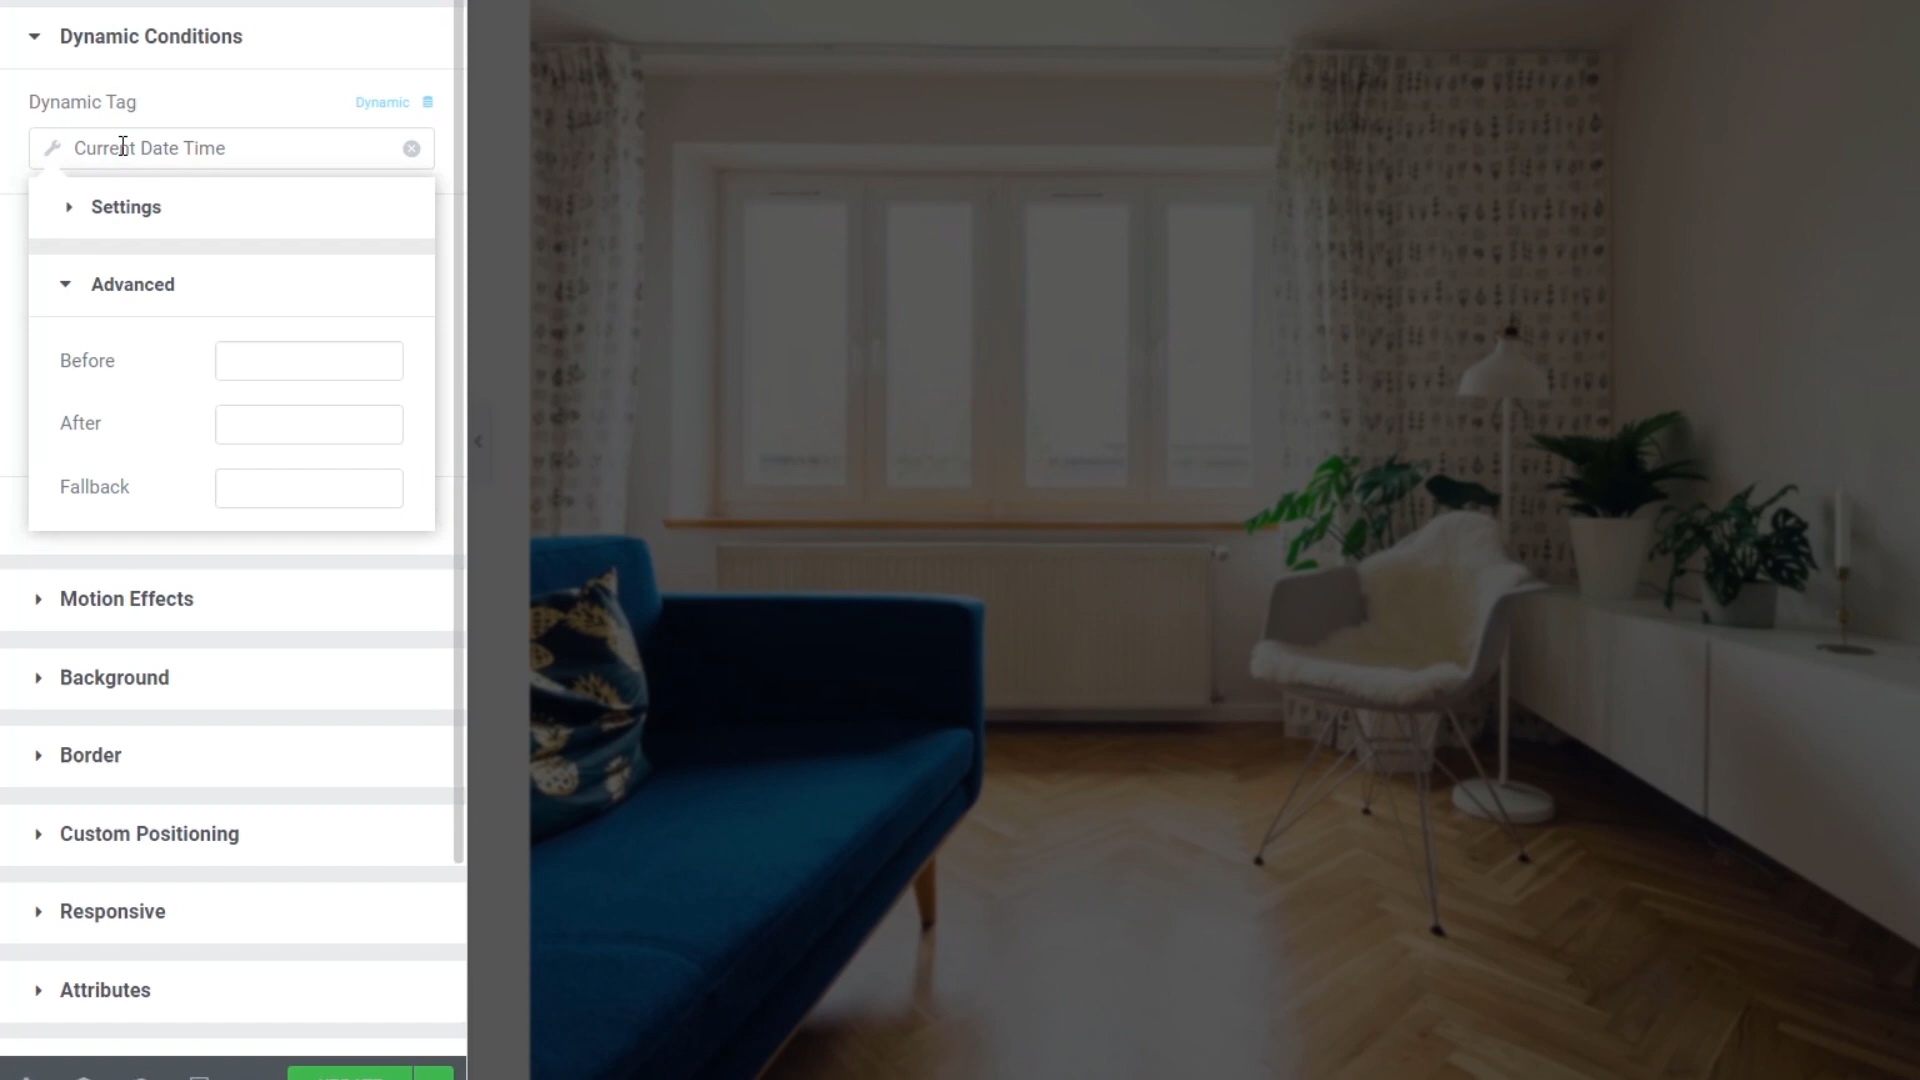 Dynamic Conditions
Dynamic Tag
Dynamic
Current Date Time
Settings
Advanced
Before
After
Fallback
Motion Effects
Background
Border
Custom Positioning
Responsive
Attributes